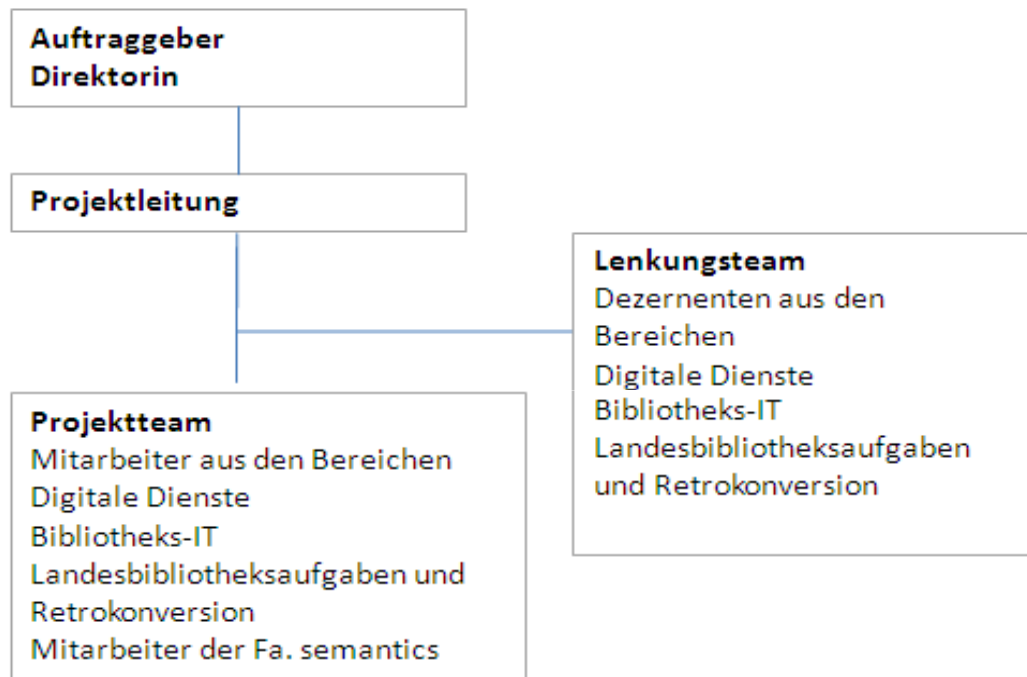 Auftraggeber
Direktorin
Projektleitung
Lenkungsteam
Dezernenten aus den
Bereichen
Digitale Dienste
Bibliotheks-IT
Landesbibliotheksaufgaben
und Retrokonversion
Projektteam
Mitarbeiter aus den Bereichen
Digitale Dienste
Bibliotheks-IT
Landesbibliotheksaufgaben und
Retrokonversion
Mitarbeiter der Fa. semantics